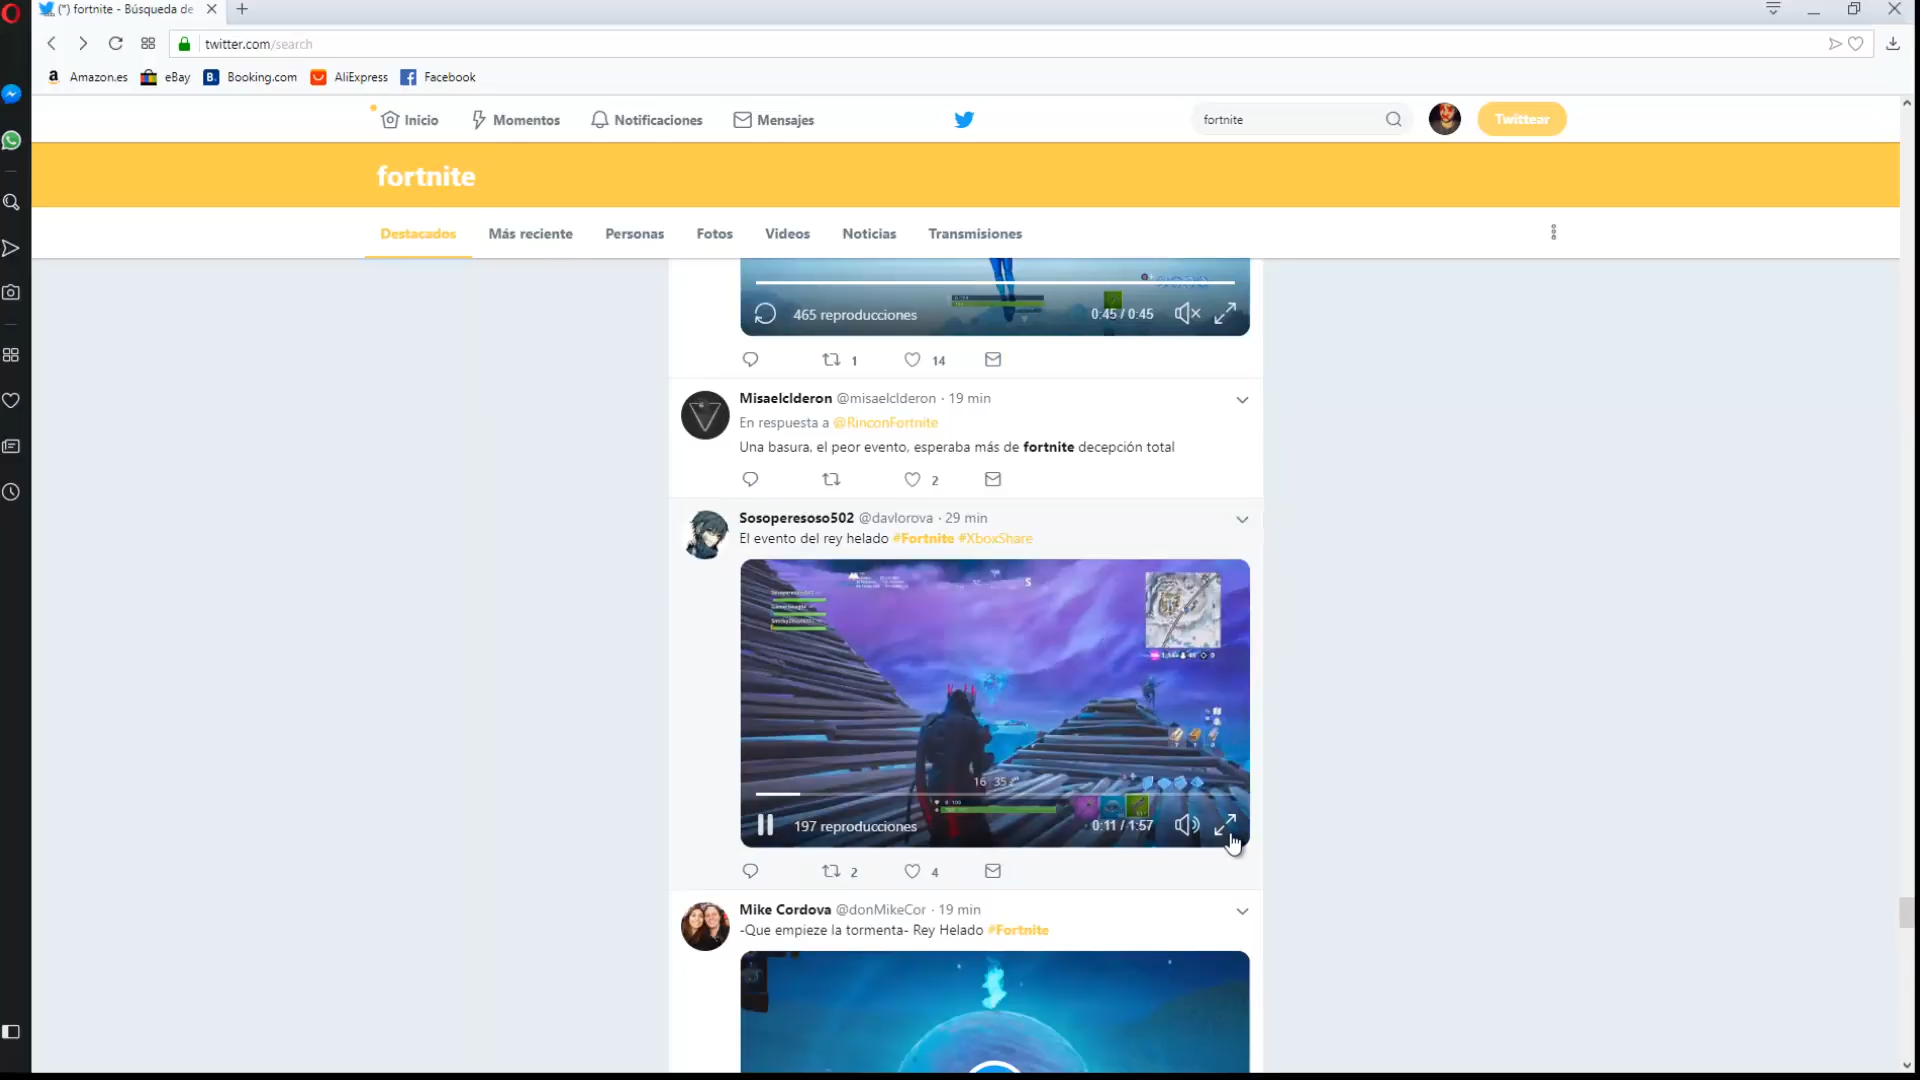 (*) fortnite - Búsqueda de
twitter.com/search
Amazon.es eBay Booking.com AliExpress Facebook
Inicio Momentos Notificaciones Mensajes fortnite Twittear
fortnite
Destacados Más reciente Personas Fotos Videos Noticias Transmisiones
465 reproducciones 0:45 / 0:45
1 14
Misaelclderon @misaelclderon · 19 min
En respuesta a @RinconFortnite
Una basura, el peor evento, esperaba más de fortnite decepción total
2
Sosoperesoso502 @davlorova · 29 min
El evento del rey helado #Fortnite #XboxShare
S
197 reproducciones 0:11 / 1:57
2 4
Mike Cordova @donMikeCor · 19 min
-Que empieze la tormenta- Rey Helado #Fortnite